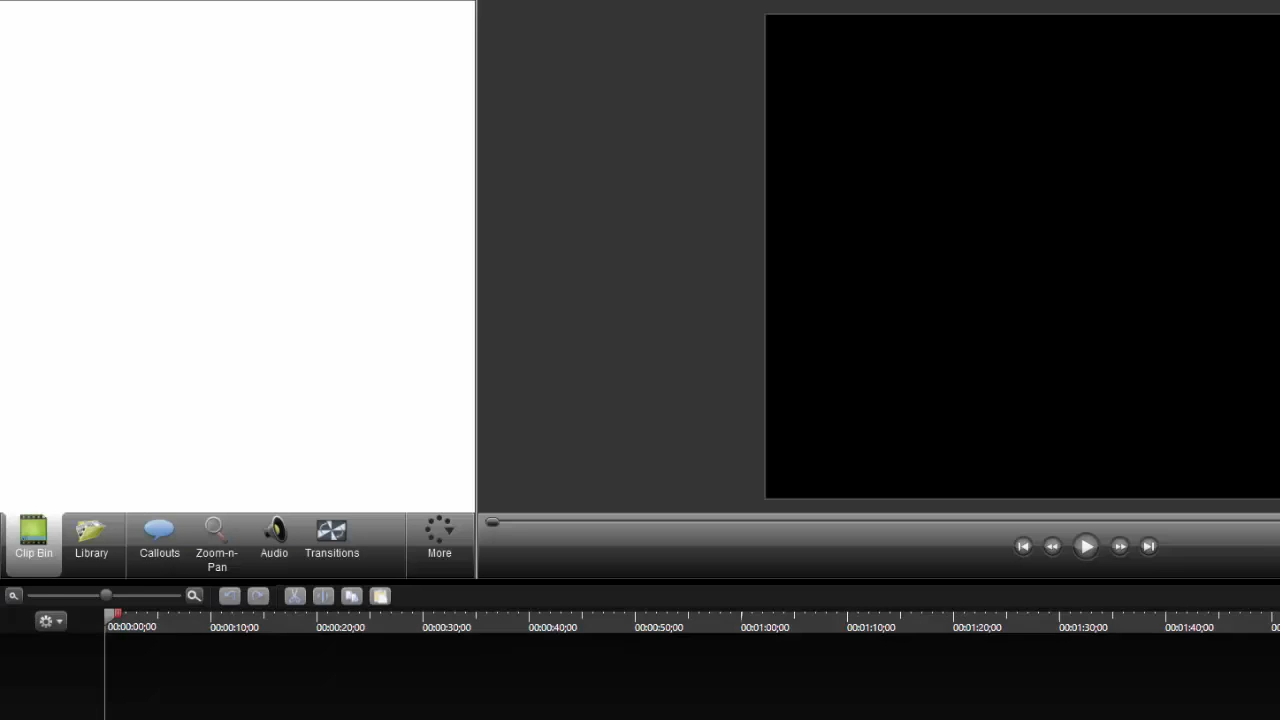 Clip Bin
Library
Callouts
Zoom-n-
Pan
Audio
Transitions
More
00:00:00;00
00:00:10;00
00:00:20;00
00:00:30;00
00:00:40;00
00:00:50;00
00:01:00;00
00:01:10;00
00:01:20;00
00:01:30;00
00:01:40;00